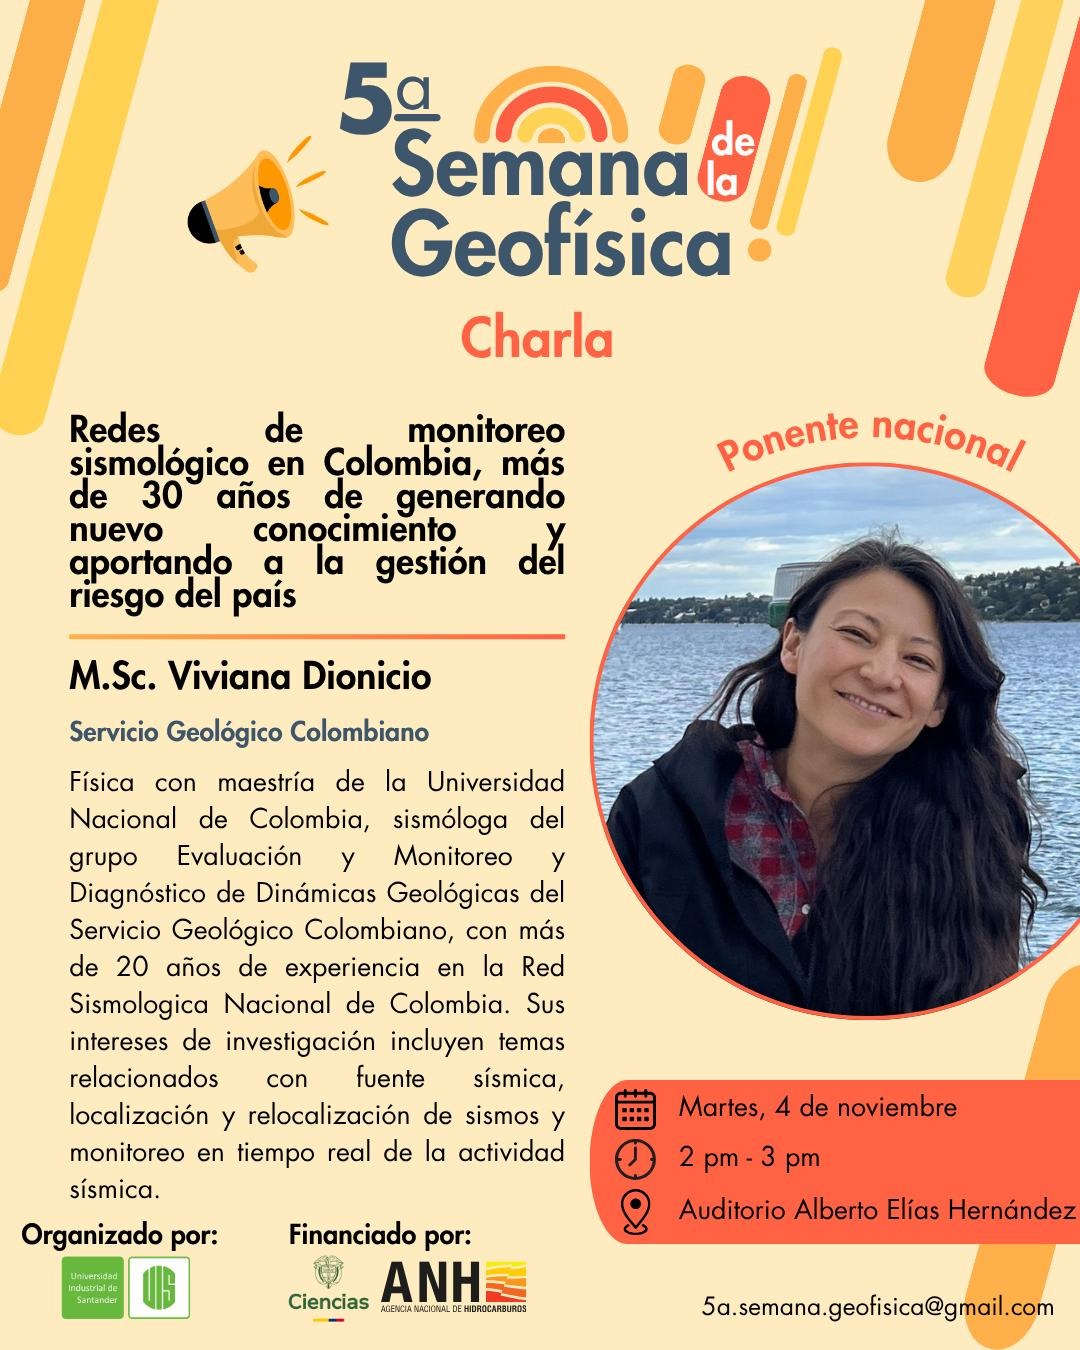 5ª
Semana de la
Geofísica
Charla
Redes de monitoreo
sismológico en Colombia, más
de 30 años de generando
nuevo conocimiento y
aportando a la gestión del
riesgo del país
Ponente nacional
M.Sc. Viviana Dionicio
Servicio Geológico Colombiano
Física con maestría de la Universidad
Nacional de Colombia, sismóloga del
grupo Evaluación y Monitoreo y
Diagnóstico de Dinámicas Geológicas del
Servicio Geológico Colombiano, con más
de 20 años de experiencia en la Red
Sismologica Nacional de Colombia. Sus
intereses de investigación incluyen temas
relacionados con fuente sísmica,
localización y relocalización de sismos y
monitoreo en tiempo real de la actividad
sísmica.
Martes, 4 de noviembre
2 pm - 3 pm
Auditorio Alberto Elías Hernández
Organizado por:
Universidad
Industrial de
Santander
UIS
Financiado por:
Ciencias
ANH
AGENCIA NACIONAL DE HIDROCARBUROS
5a.semana.geofisica@gmail.com